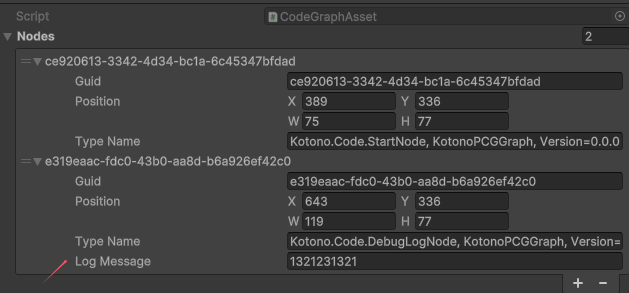 Script CodeGraphAsset
Nodes 2
ce920613-3342-4d34-bc1a-6c45347bfdad
Guid ce920613-3342-4d34-bc1a-6c45347bfdad
Position X 389 Y 336
W 75 H 77
Type Name Kotono.Code.StartNode, KotonoPCGGraph, Version=0.0.0
e319eaac-fdc0-43b0-aa8d-b6a926ef42c0
Guid e319eaac-fdc0-43b0-aa8d-b6a926ef42c0
Position X 643 Y 336
W 119 H 77
Type Name Kotono.Code.DebugLogNode, KotonoPCGGraph, Version=
Log Message 1321231321
+ −